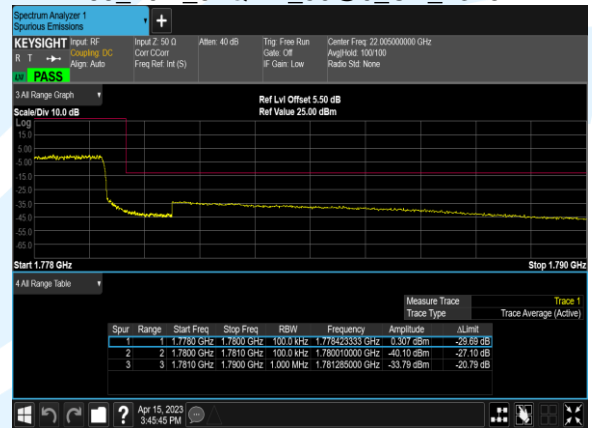 Spectrum Analyzer 1
Spurious Emissions
+
KEYSIGHT Input: RF Input Z: 50 Ω Atten: 40 dB Trig: Free Run Center Freq: 22.005000000 GHz
R T Coupling: DC Corr CCorr Gate: Off Avg|Hold: 100/100
Align: Auto Freq Ref: Int (S) IF Gain: Low Radio Std: None
LV PASS
3 All Range Graph
Ref Lvl Offset 5.50 dB
Scale/Div 10.0 dB Ref Value 25.00 dBm
Log
15.0
5.00
-5.00
-15.0
-25.0
-35.0
-45.0
-55.0
-65.0
Start 1.778 GHz Stop 1.790 GHz
4 All Range Table
Measure Trace Trace 1
Trace Type Trace Average (Active)
Spur Range Start Freq Stop Freq RBW Frequency Amplitude ΔLimit
1 1 1.7780 GHz 1.7800 GHz 100.0 kHz 1.778423333 GHz 0.307 dBm -29.69 dB
2 2 1.7800 GHz 1.7810 GHz 100.0 kHz 1.780010000 GHz -40.10 dBm -27.10 dB
3 3 1.7810 GHz 1.7900 GHz 1.000 MHz 1.781285000 GHz -33.79 dBm -20.79 dB
? Apr 15, 2023
3:45:45 PM